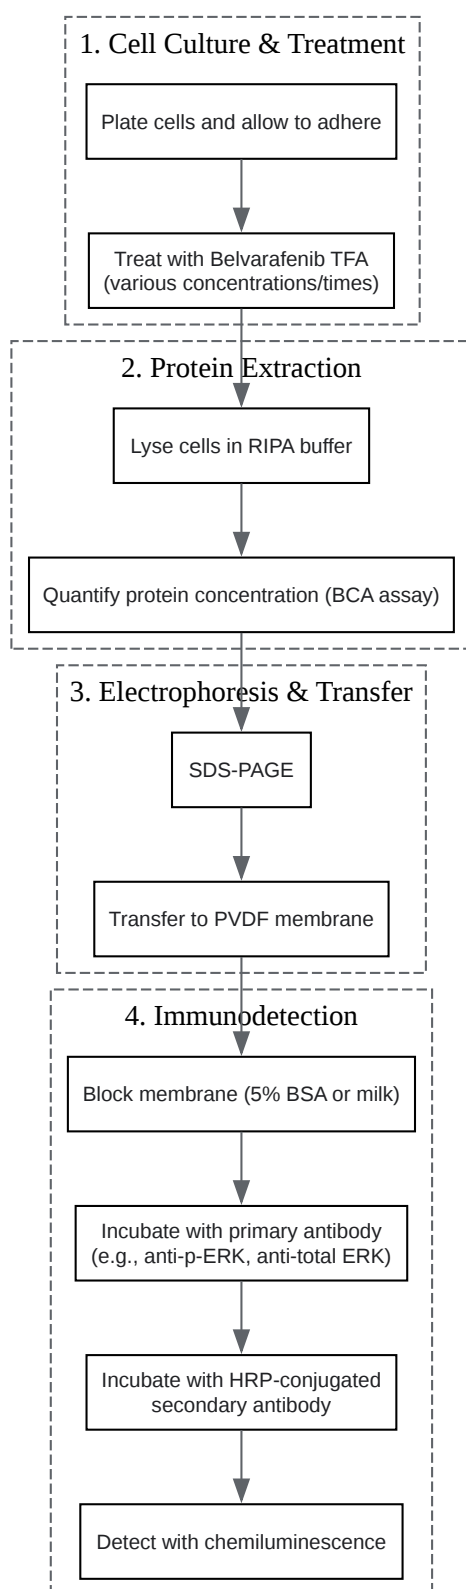 1. Cell Culture & Treatment
Plate cells and allow to adhere
Treat with Belvarafenib TFA
(various concentrations/times)
2. Protein Extraction
Lyse cells in RIPA buffer
Quantify protein concentration (BCA assay)
3. Electrophoresis & Transfer
SDS-PAGE
Transfer to PVDF membrane
4. Immunodetection
Block membrane (5% BSA or milk)
Incubate with primary antibody
(e.g., anti-p-ERK, anti-total ERK)
Incubate with HRP-conjugated
secondary antibody
Detect with chemiluminescence